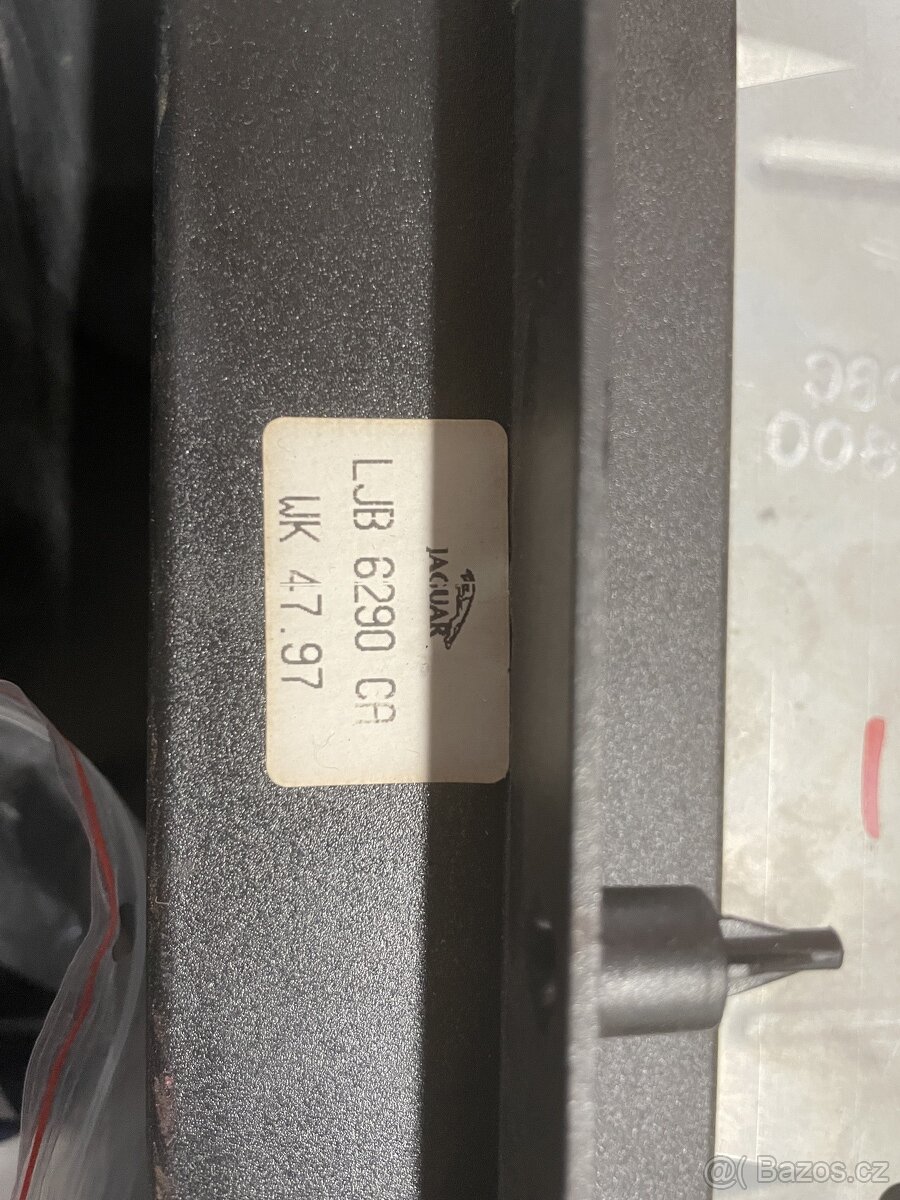 JAGUAR
LJB 6290 CA
WK 47.97
@( Bazos.cz